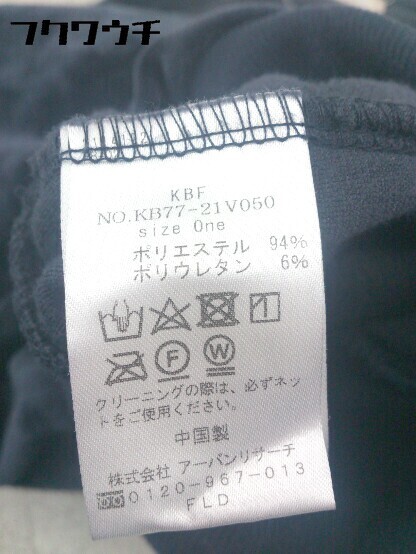 フクワウチ
KBF
NO.KB77-21V050
size One
ポリエステル 94%
ポリウレタン 6%
F W
クリーニングの際は、必ずネッ
トをご使用ください。
中国製
株式会社 アーバンリサーチ
0120-967-013
FLD